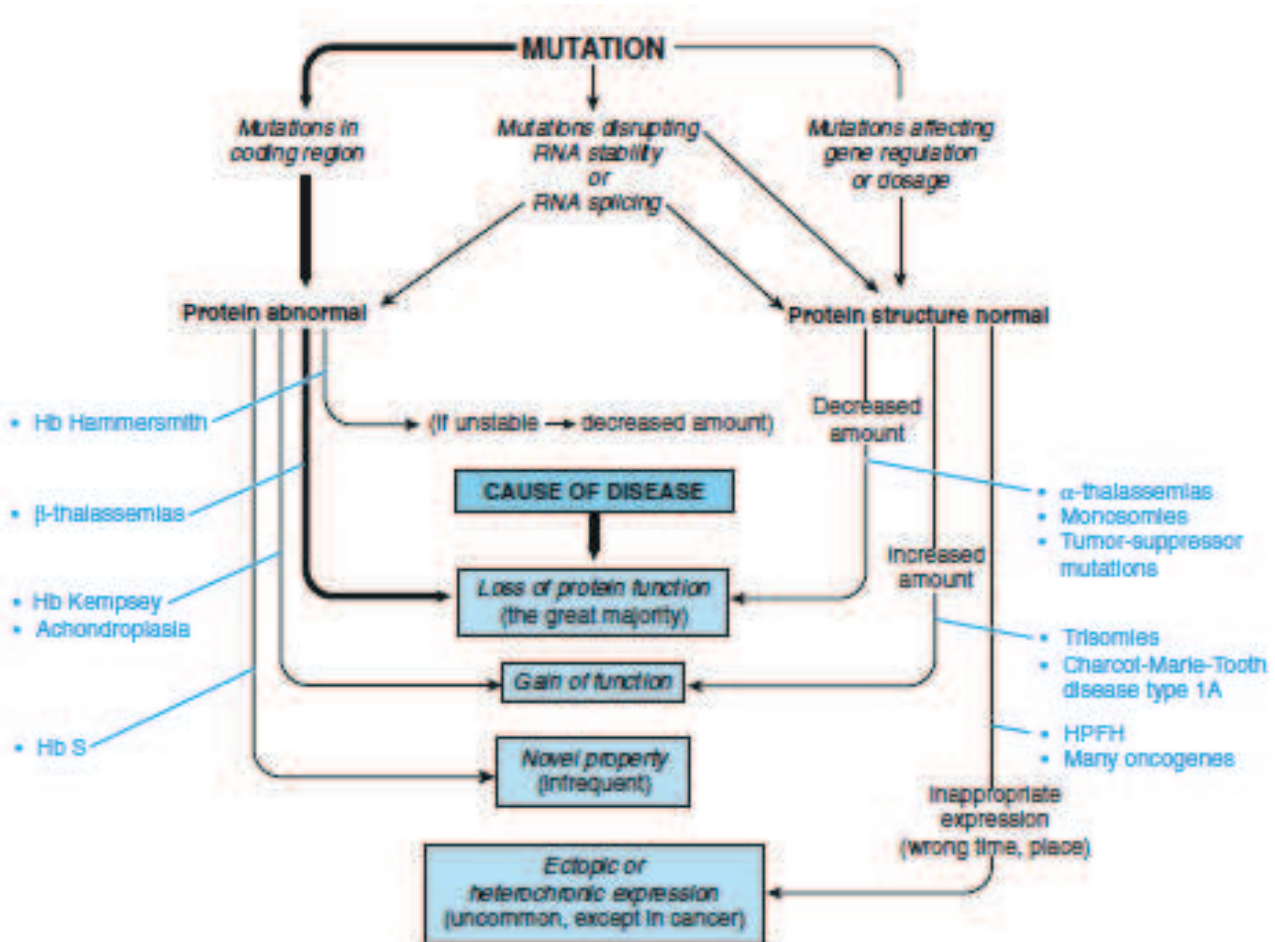 MUTATION
Mutations in
coding region
Mutations disrupting
RNA stability
or
RNA splicing
Mutations affecting
gene regulation
or dosage
Protein abnormal
Protein structure normal
• Hb Hammersmith
(If unstable → decreased amount)
Decreased
amount
• β-thalassemias
CAUSE OF DISEASE
• α-thalassemias
• Monosomies
• Tumor-suppressor
mutations
Increased
amount
• Hb Kempsey
• Achondroplasia
Loss of protein function
(the great majority)
• Trisomies
• Charcot-Marie-Tooth
disease type 1A
Gain of function
• Hb S
Novel property
(infrequent)
• HPFH
• Many oncogenes
Inappropriate
expression
(wrong time, place)
Ectopic or
heterochronic expression
(uncommon, except in cancer)